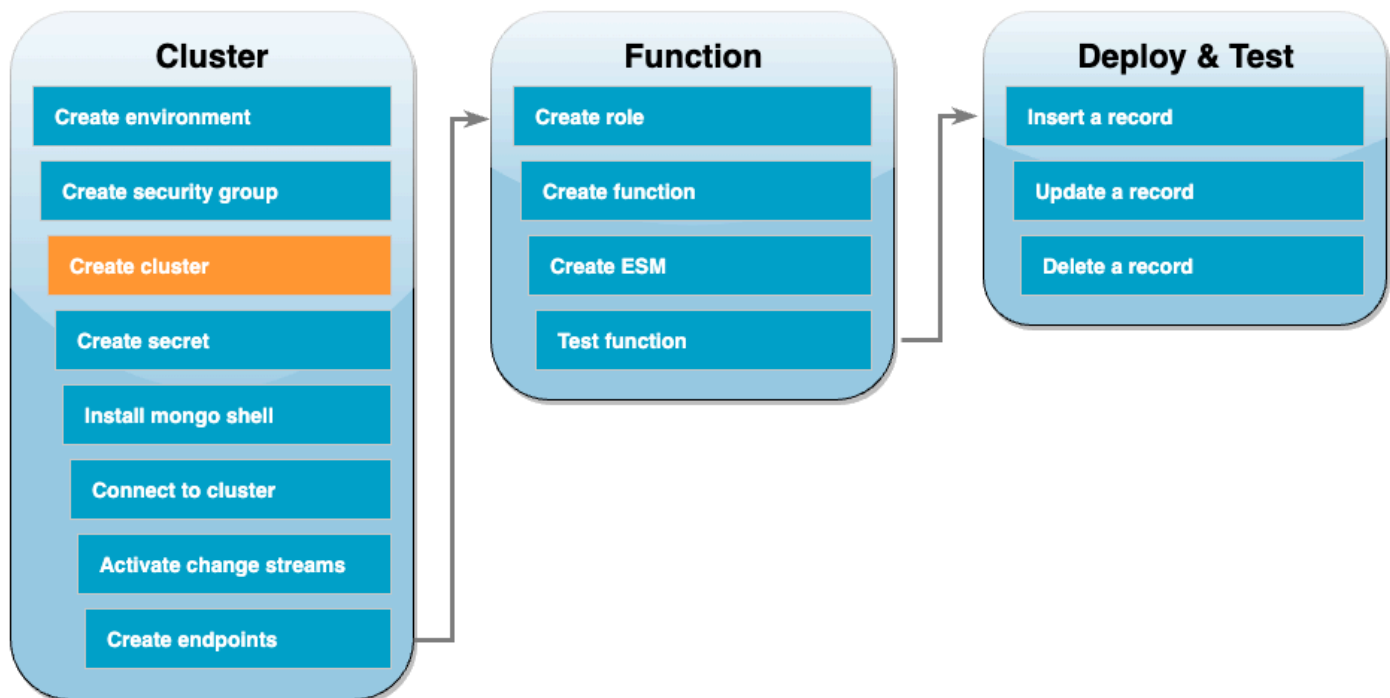 Cluster
Create environment
Create security group
Create cluster
Create secret
Install mongo shell
Connect to cluster
Activate change streams
Create endpoints
Function
Create role
Create function
Create ESM
Test function
Deploy & Test
Insert a record
Update a record
Delete a record